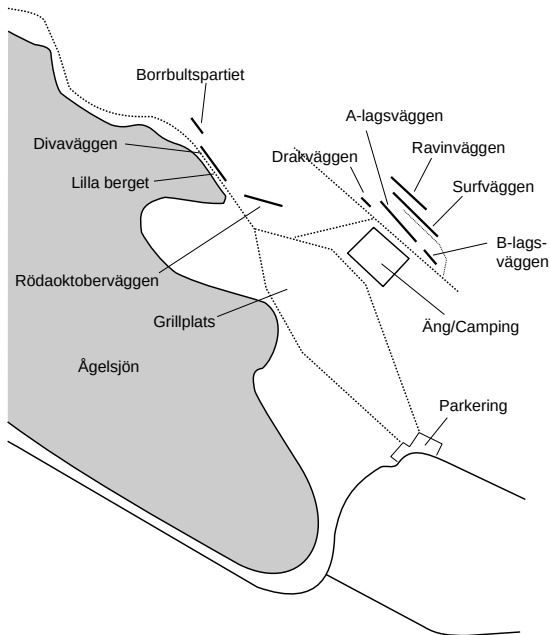 Borrbultspartiet
A-lagsväggen
Divaväggen
Drakväggen
Ravinväggen
Lilla berget
Surfväggen
B-lags-
väggen
Rödaoktoberväggen
Grillplats
Äng/Camping
Ågelsjön
Parkering